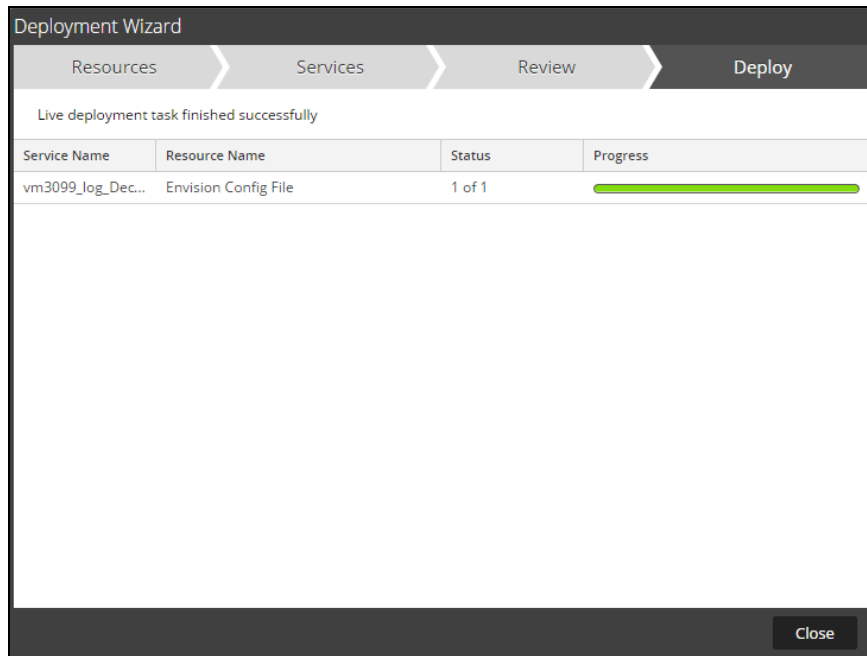 Deployment Wizard
Resources Services Review Deploy
Live deployment task finished successfully
Service Name Resource Name Status Progress
vm3099_log_Dec... Envision Config File 1 of 1
Close